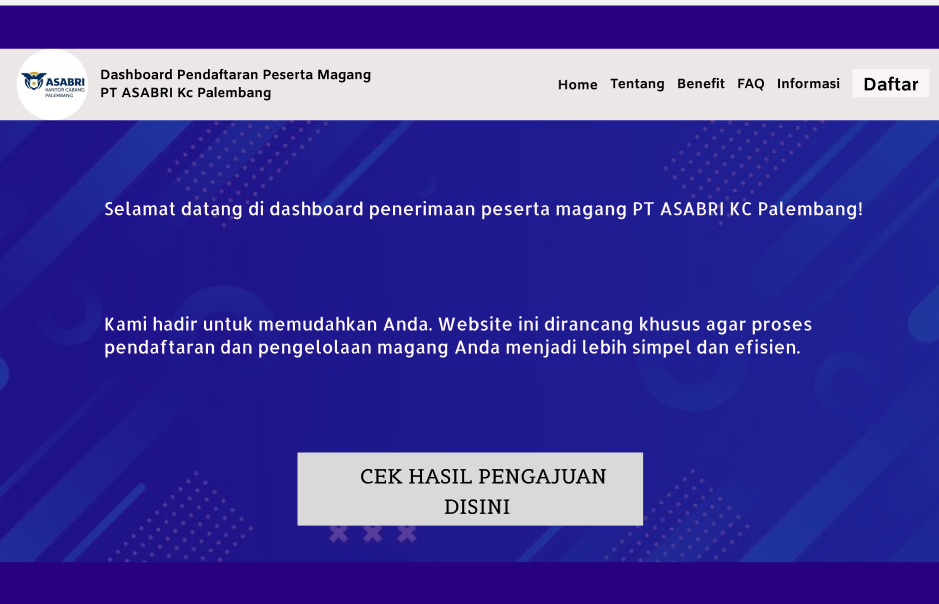 ASABRI
KANTOR CABANG
PALEMBANG
Dashboard Pendaftaran Peserta Magang
PT ASABRI Kc Palembang
Home Tentang Benefit FAQ Informasi Daftar
Selamat datang di dashboard penerimaan peserta magang PT ASABRI KC Palembang!
Kami hadir untuk memudahkan Anda. Website ini dirancang khusus agar proses
pendaftaran dan pengelolaan magang Anda menjadi lebih simpel dan efisien.
CEK HASIL PENGAJUAN
DISINI